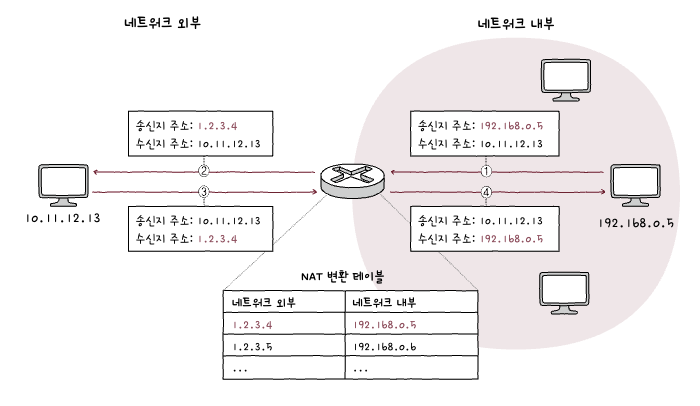 네트워크 외부
네트워크 내부
송신지 주소: 1.2.3.4
수신지 주소: 10.11.12.13
송신지 주소: 192.168.0.5
수신지 주소: 10.11.12.13
②
①
③
④
10.11.12.13
192.168.0.5
송신지 주소: 10.11.12.13
수신지 주소: 1.2.3.4
송신지 주소: 10.11.12.13
수신지 주소: 192.168.0.5
NAT 변환 테이블
네트워크 외부 네트워크 내부
1.2.3.4 192.168.0.5
1.2.3.5 192.168.0.6
... ...